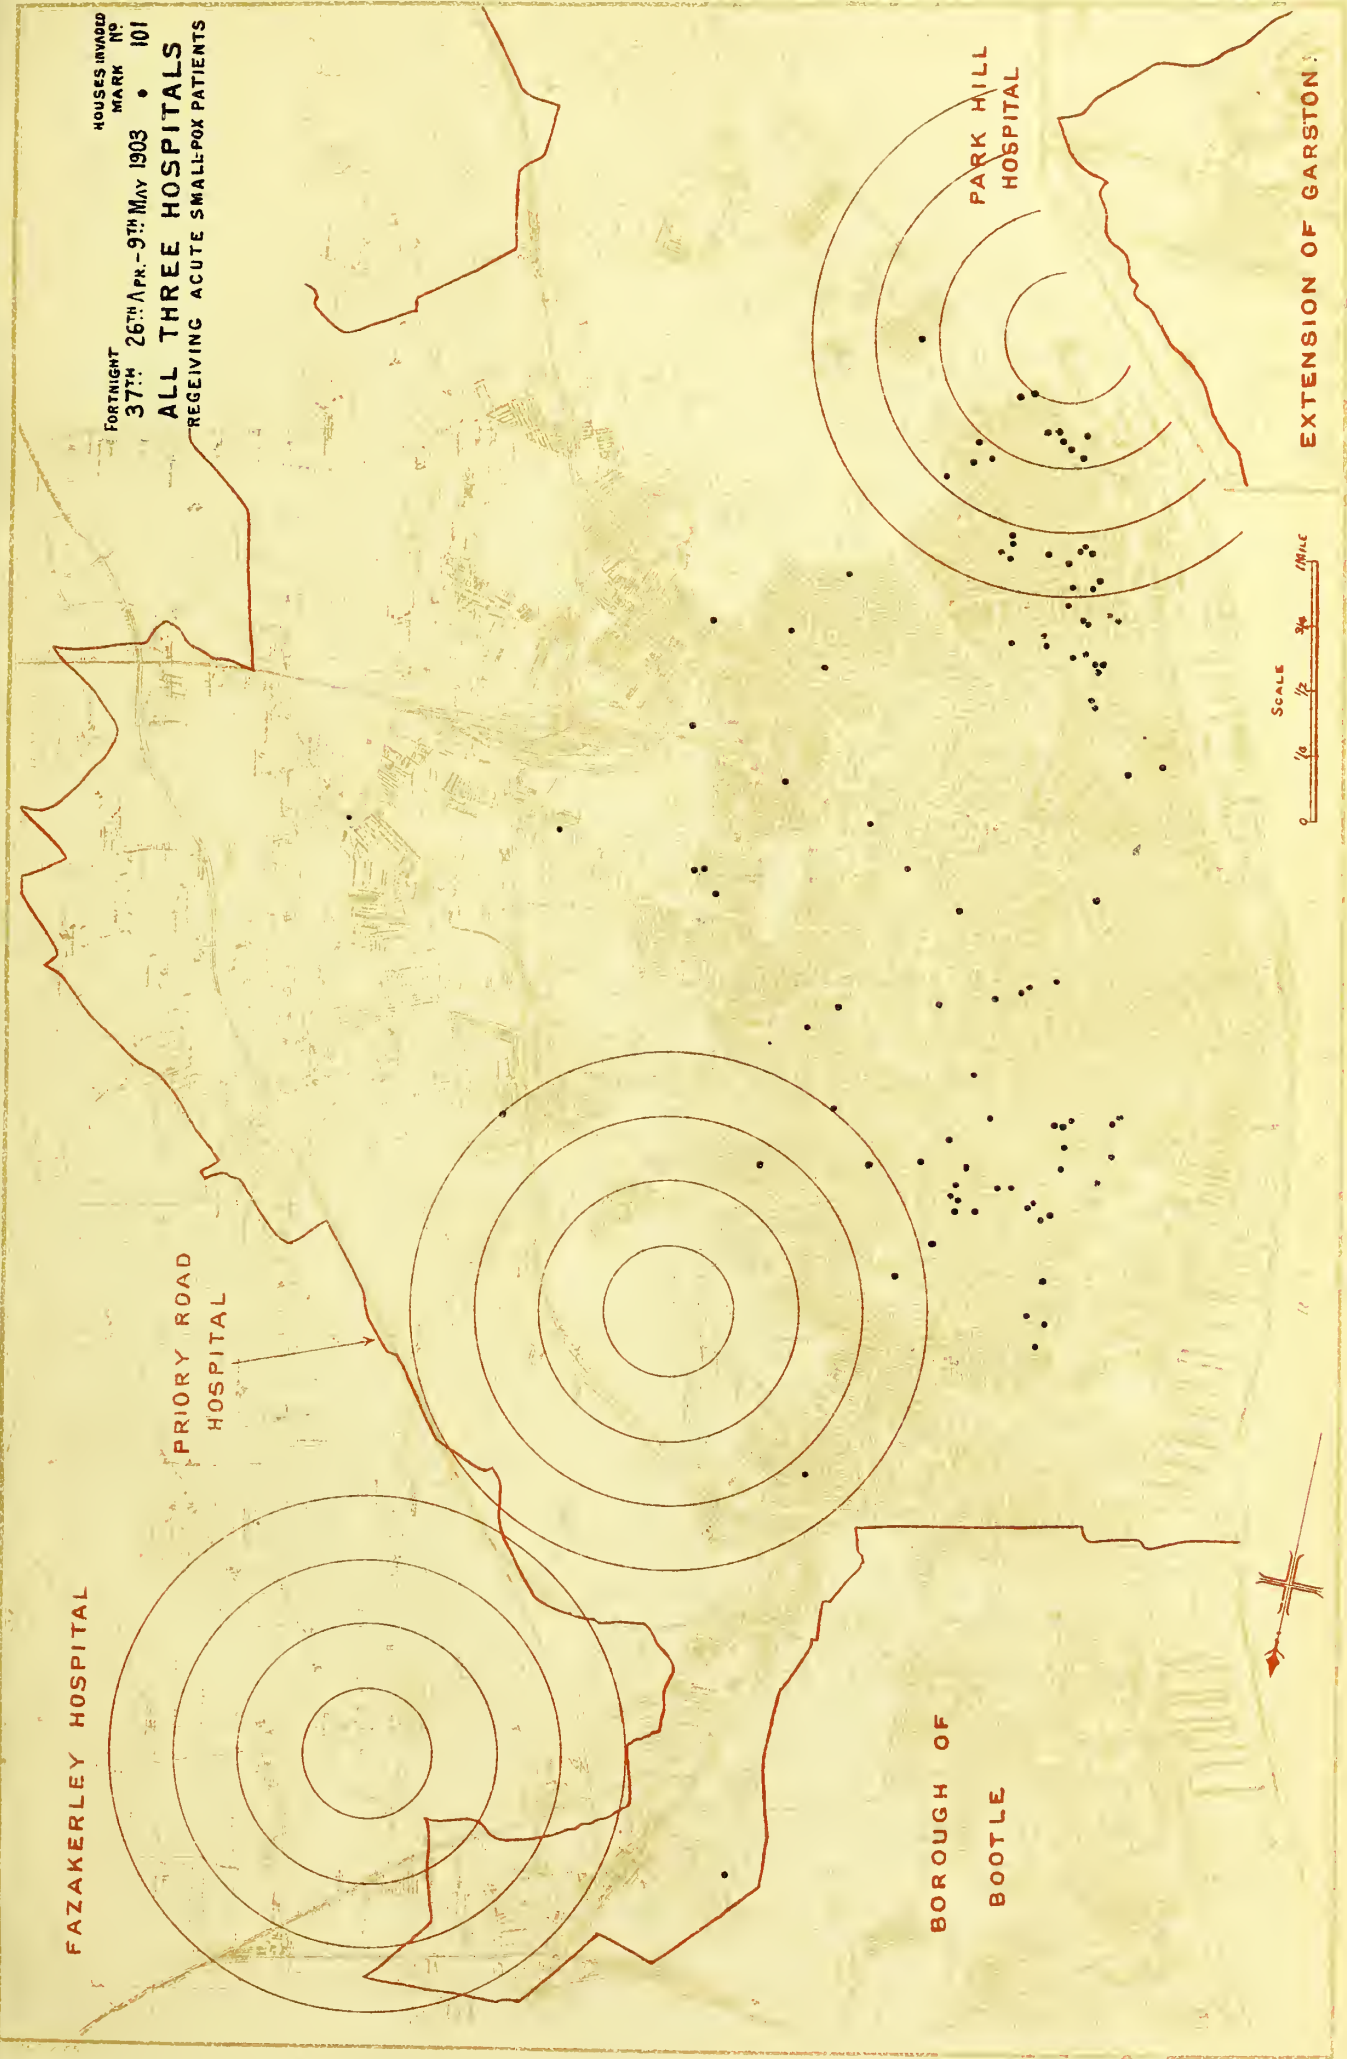 HOUSES INVADED
FORTNIGHT MARK Nº
37TH 26TH APR.-9TH MAY 1903 • 101
ALL THREE HOSPITALS
REGEIVING ACUTE SMALL-POX PATIENTS
FAZAKERLEY HOSPITAL
PRIORY ROAD
HOSPITAL
PARK HILL
HOSPITAL
BOROUGH OF
BOOTLE
EXTENSION OF GARSTON.
SCALE
0 1/4 1/2 3/4 1 MILE